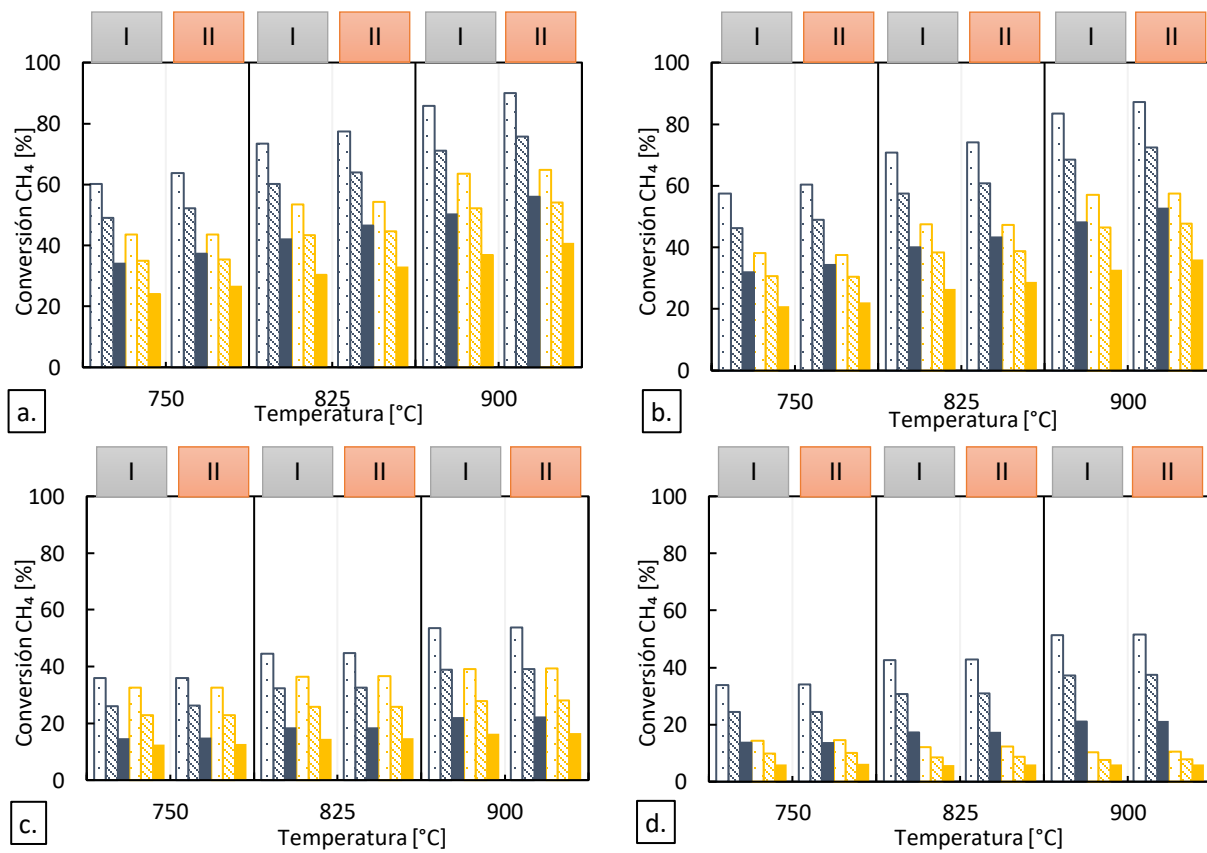 I II I II I II
100
80
60
40
20
0
Conversión CH₄ [%]
750 825 900
Temperatura [°C]
a.
I II I II I II
100
80
60
40
20
0
Conversión CH₄ [%]
750 825 900
Temperatura [°C]
b.
I II I II I II
100
80
60
40
20
0
Conversión CH₄ [%]
750 825 900
Temperatura [°C]
c.
I II I II I II
100
80
60
40
20
0
Conversión CH₄ [%]
750 825 900
Temperatura [°C]
d.